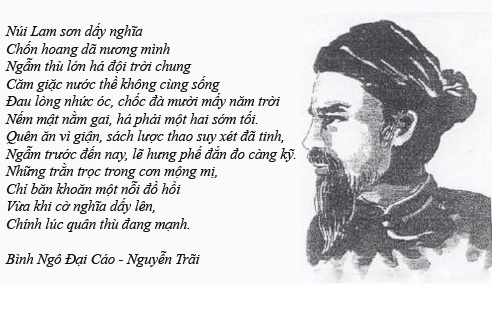 Núi Lam sơn dấy nghĩa
Chốn hoang dã nương mình
Ngẫm thù lớn há đội trời chung
Căm giặc nước thề không cùng sống
Đau lòng nhức óc, chốc đà mười mấy năm trời
Nếm mật nằm gai, há phải một hai sớm tối.
Quên ăn vì giận, sách lược thao suy xét đã tinh,
Ngẫm trước đến nay, lẽ hưng phế đắn đo càng kỹ.
Những trằn trọc trong cơn mộng mị,
Chỉ băn khoăn một nỗi đồ hồi
Vừa khi cờ nghĩa dấy lên,
Chính lúc quân thù đang mạnh.
Bình Ngô Đại Cáo - Nguyễn Trãi